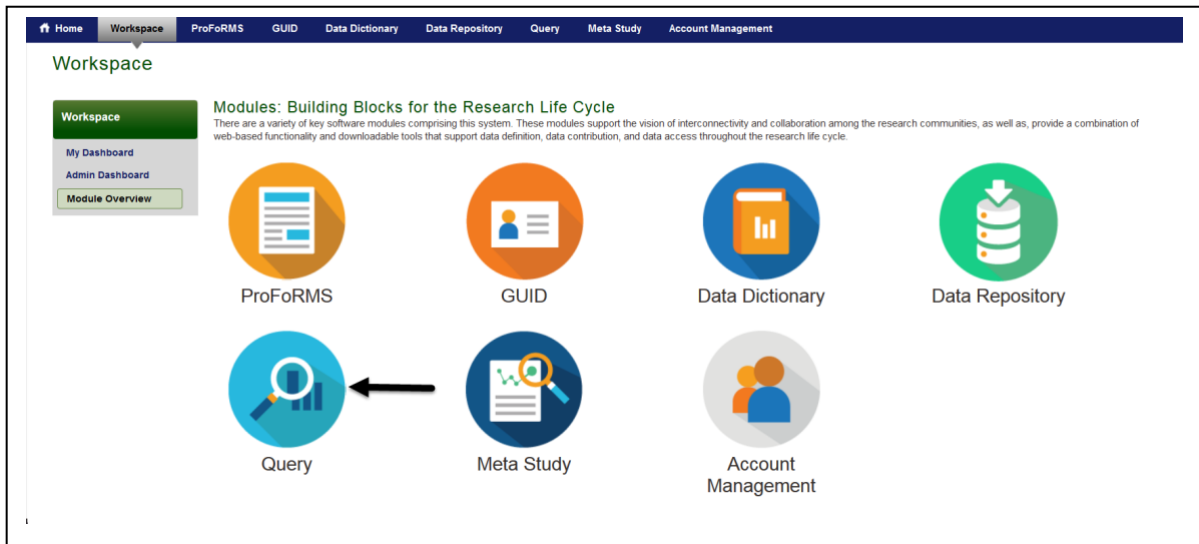 Home Workspace ProFoRMS GUID Data Dictionary Data Repository Query Meta Study Account Management
Workspace
Workspace
My Dashboard
Admin Dashboard
Module Overview
Modules: Building Blocks for the Research Life Cycle
There are a variety of key software modules comprising this system. These modules support the vision of interconnectivity and collaboration among the research communities, as well as, provide a combination of
web-based functionality and downloadable tools that support data definition, data contribution, and data access throughout the research life cycle.
ProFoRMS GUID Data Dictionary Data Repository
Query Meta Study Account
Management